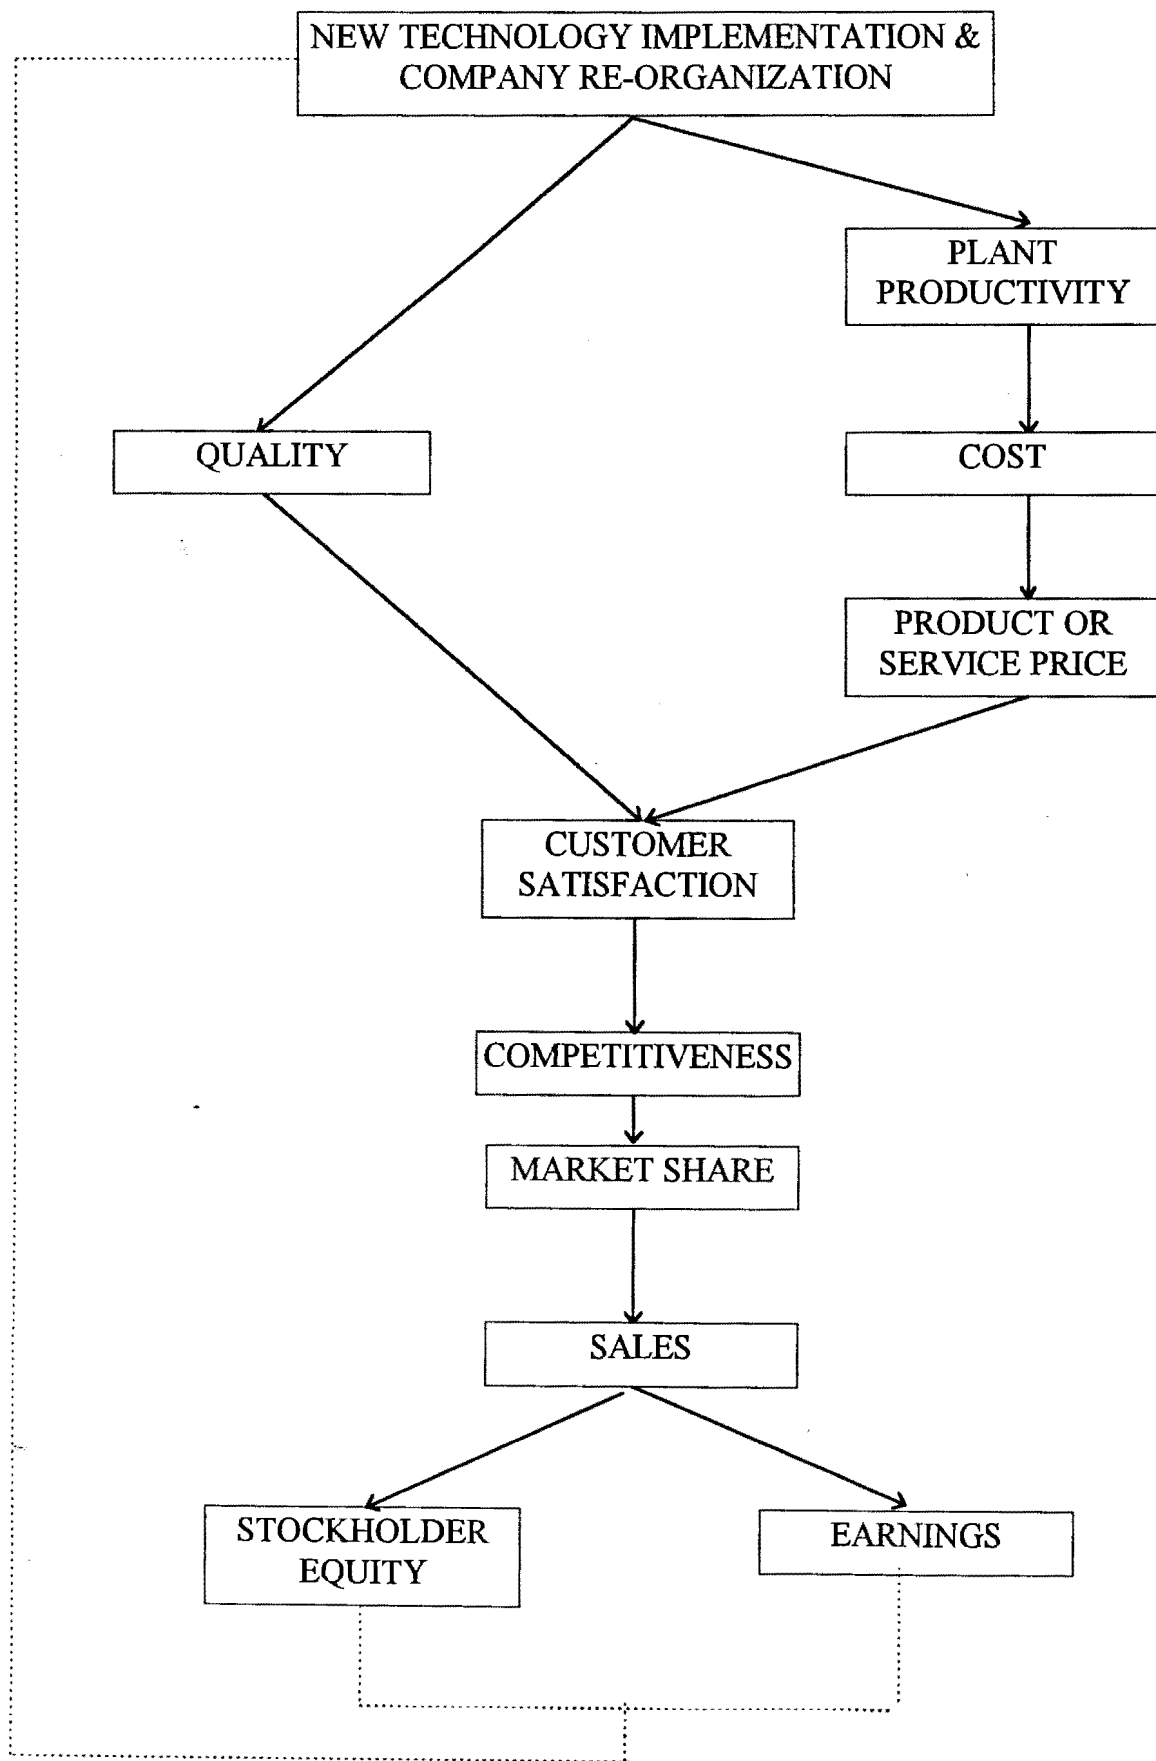 NEW TECHNOLOGY IMPLEMENTATION &
COMPANY RE-ORGANIZATION
PLANT
PRODUCTIVITY
QUALITY
COST
PRODUCT OR
SERVICE PRICE
CUSTOMER
SATISFACTION
COMPETITIVENESS
MARKET SHARE
SALES
STOCKHOLDER
EQUITY
EARNINGS